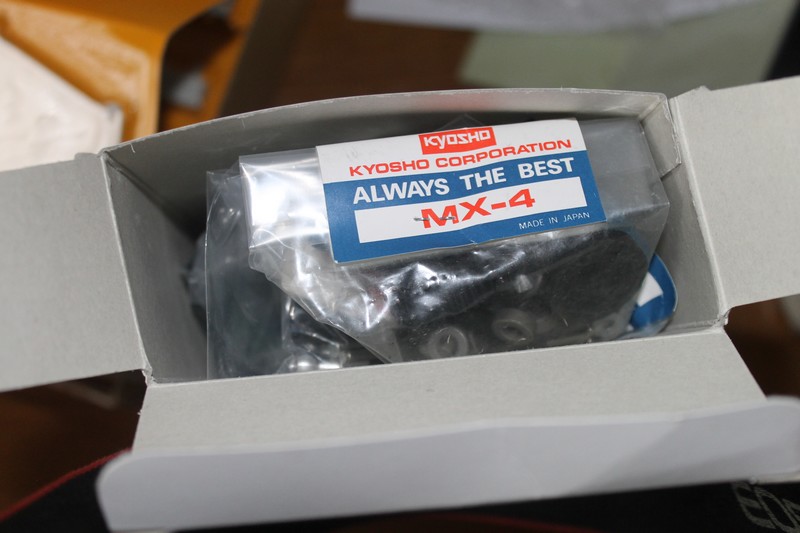 KYOSHO
KYOSHO CORPORATION
ALWAYS THE BEST
MX-4
MADE IN JAPAN